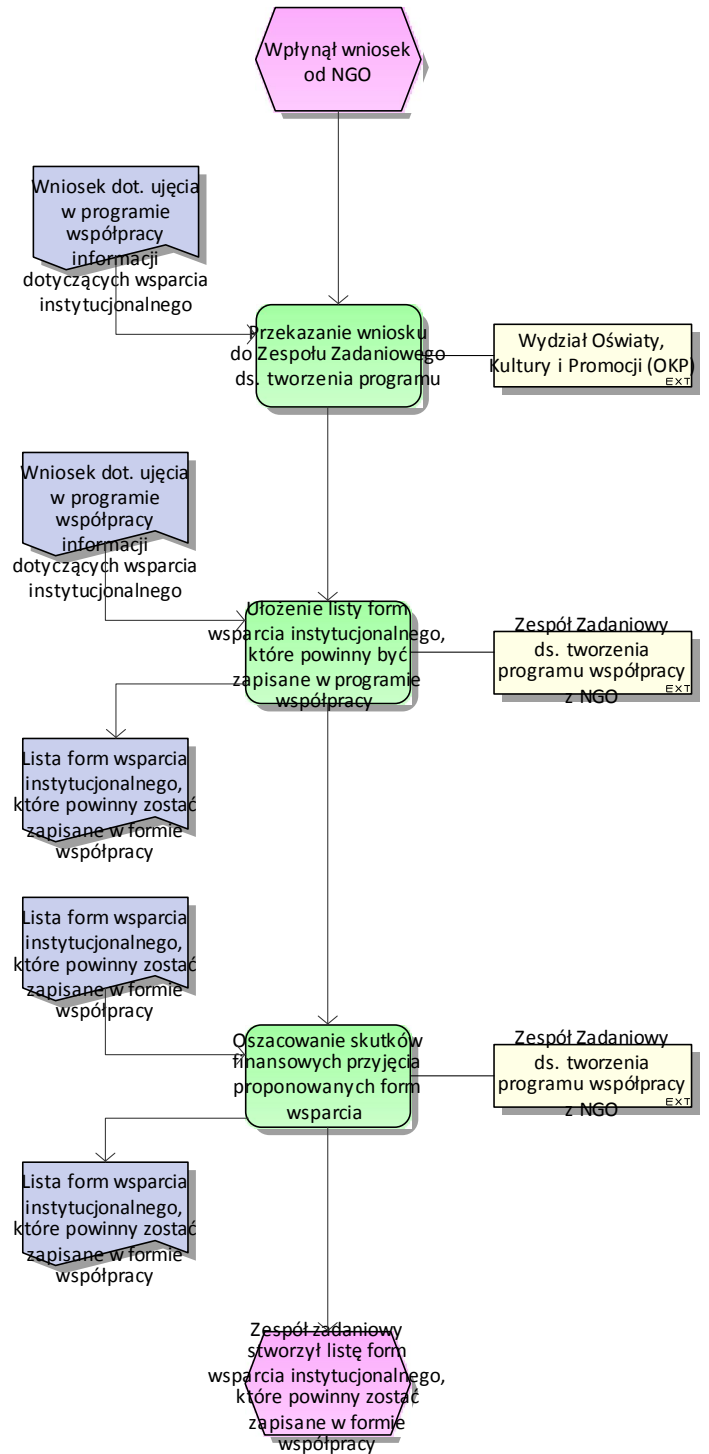 Wpłynął wniosek
od NGO
Wniosek dot. ujęcia
w programie
współpracy
informacji
dotyczących wsparcia
instytucjonalnego
Przekazanie wniosku
do Zespołu Zadaniowego
ds. tworzenia programu
Wydział Oświaty,
Kultury i Promocji (OKP)
EXT
Wniosek dot. ujęcia
w programie
współpracy
informacji
dotyczących wsparcia
instytucjonalnego
Ułożenie listy form
wsparcia instytucjonalnego,
które powinny być
zapisane w programie
współpracy
Zespół Zadaniowy
ds. tworzenia
programu współpracy
z NGO
EXT
Lista form wsparcia
instytucjonalnego,
które powinny zostać
zapisane w formie
współpracy
Lista form wsparcia
instytucjonalnego,
które powinny zostać
zapisane w formie
współpracy
Oszacowanie skutków
finansowych przyjęcia
proponowanych form
wsparcia
Zespół Zadaniowy
ds. tworzenia
programu współpracy
z NGO
EXT
Lista form wsparcia
instytucjonalnego,
które powinny zostać
zapisane w formie
współpracy
Zespół zadaniowy
stworzył listę form
wsparcia instytucjonalnego,
które powinny zostać
zapisane w formie
współpracy